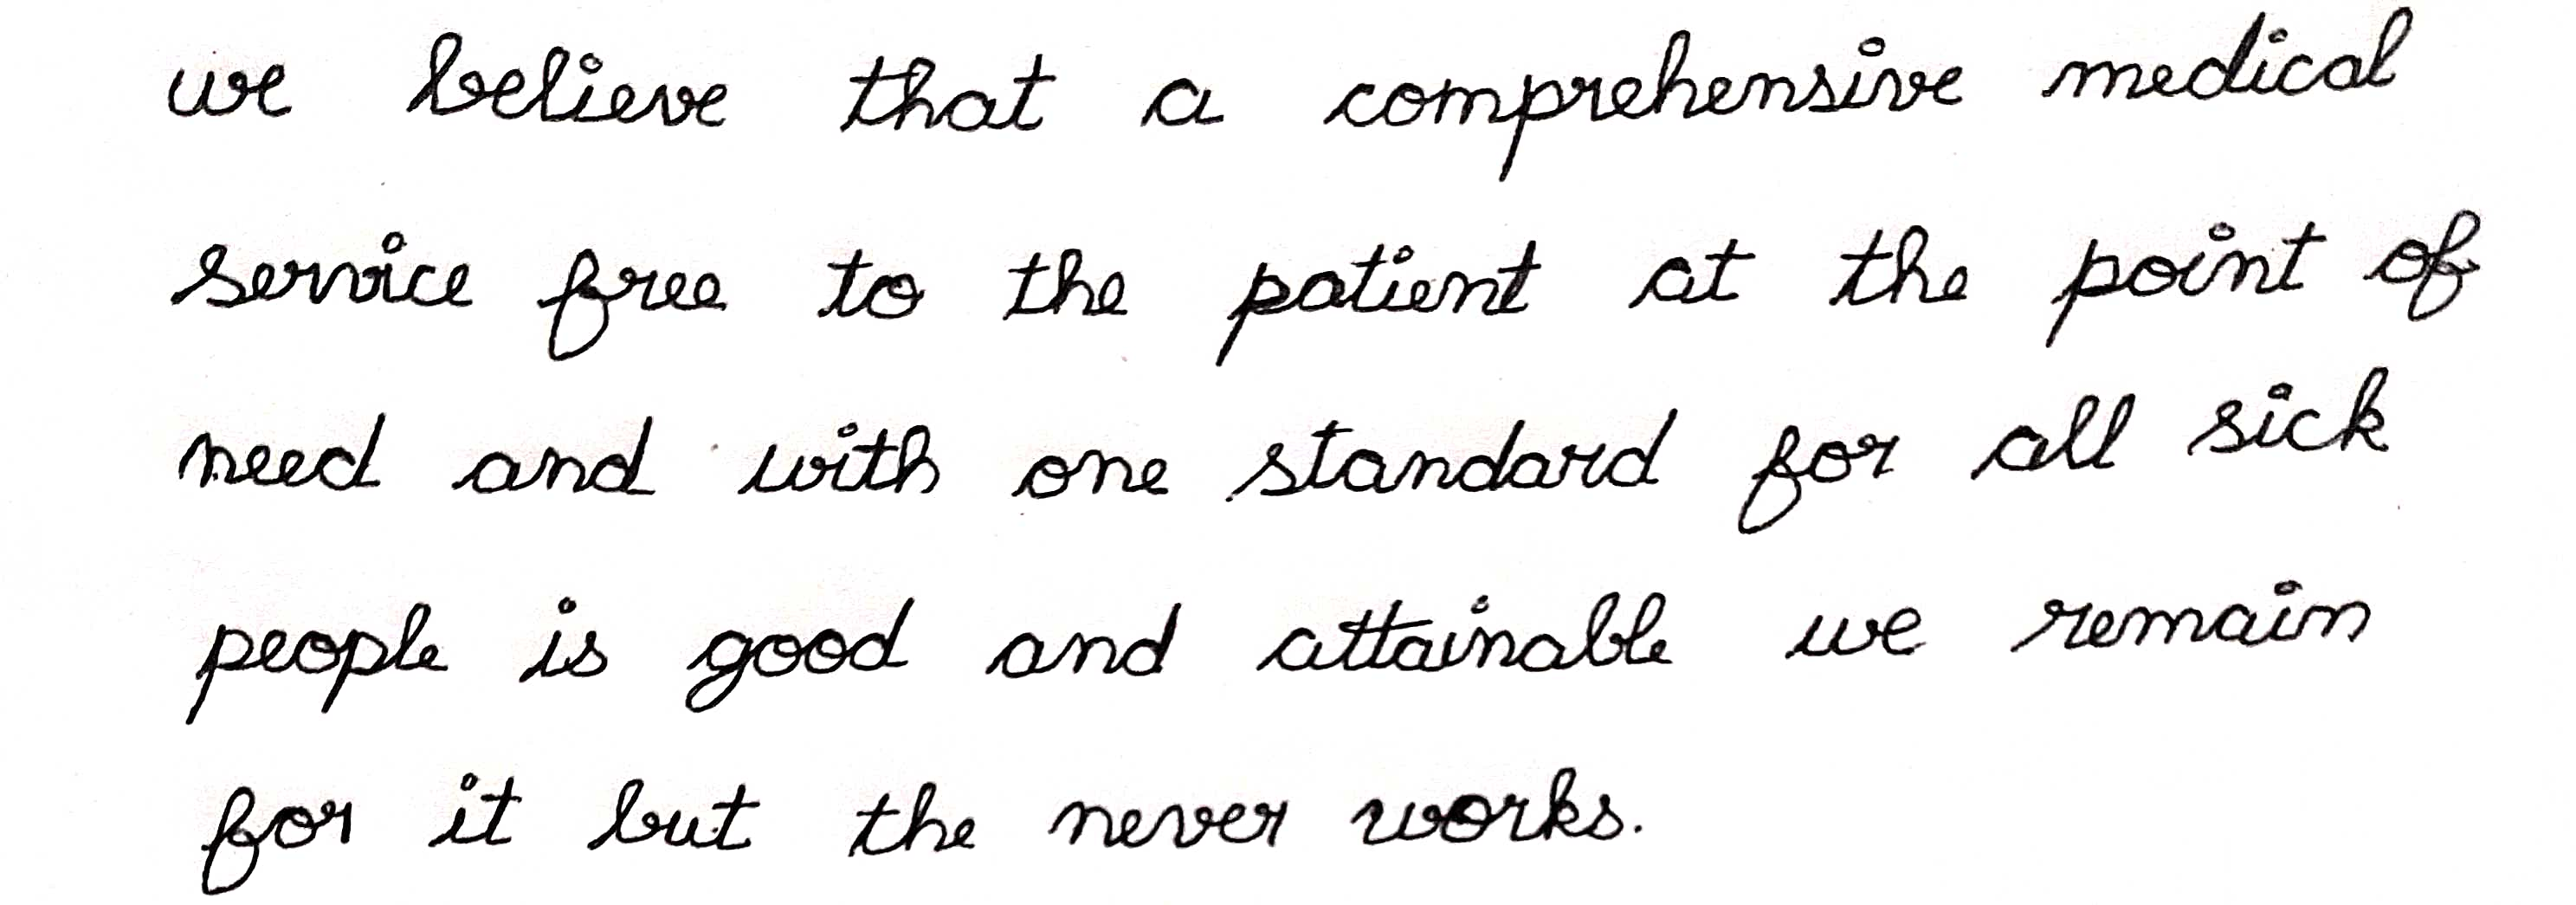 we believe that a comprehensive medical
service free to the patient at the point of
need and with one standard for all sick
people is good and attainable we remain
for it but the never works.